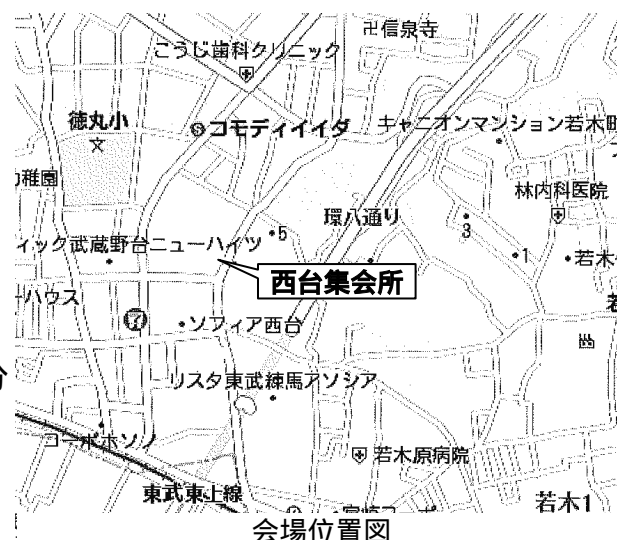 卍信泉寺
こうじ歯科クリニック
徳丸小
コモディイイダ
キャニオンマンション若木町
稚園
林内科医院
環八通り
5
3
ィック武蔵野台ニューハイツ
1
若木
西台集会所
ーハウス
7
ソフィア西台
リスタ東武練馬アソシア
コーポホソノ
若木原病院
東武東上線
若木1
会場位置図